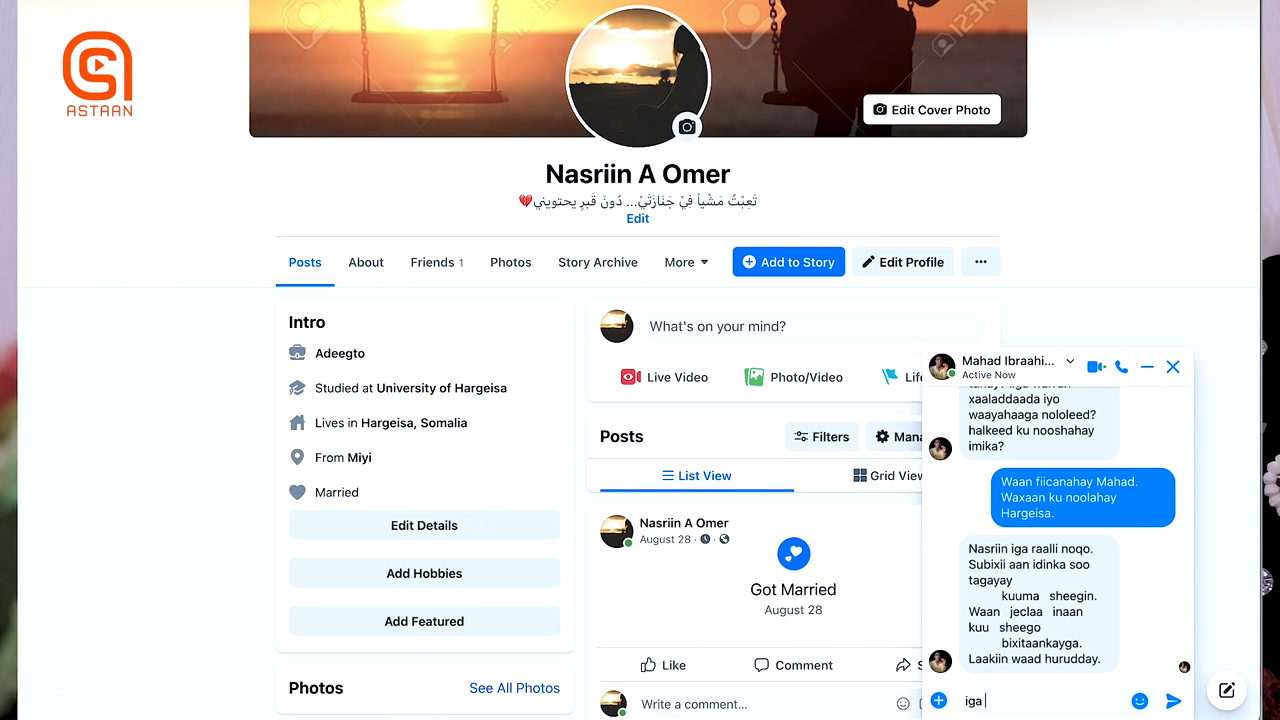 ASTAAN
123R
Edit Cover Photo
Nasriin A Omer
تَعِبْتُ مَشْياً فِيْ جَنَازَتَيْ... دُونَ قَبرٍ يحتويني💔
Edit
Posts
About
Friends 1
Photos
Story Archive
More
Add to Story
Edit Profile
Intro
Adeegto
Studied at University of Hargeisa
Lives in Hargeisa, Somalia
From Miyi
Married
Edit Details
Add Hobbies
Add Featured
Photos
See All Photos
What's on your mind?
Live Video
Photo/Video
Life
Posts
Filters
Mana
List View
Grid View
Nasriin A Omer
August 28
Got Married
August 28
Like
Comment
S
Write a comment...
Mahad Ibraahi...
Active Now
xaaladdaada iyo
waayahaaga nololeed?
halkeed ku nooshahay
imika?
Waan fiicanahay Mahad.
Waxaan ku noolahay
Hargeisa.
Nasriin iga raalli noqo.
Subixii aan idinka soo
tagayay
kuuma sheegin.
Waan jeclaa inaan
kuu sheego
bixitaankayga.
Laakiin waad hurudday.
iga